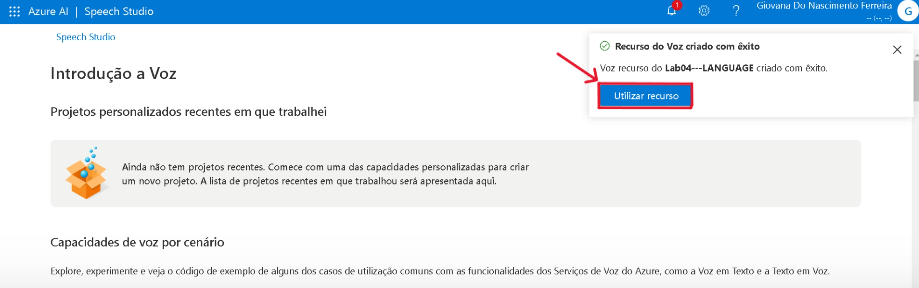 Azure AI | Speech Studio
1
?
Giovana Do Nascimento Ferreira
-- (--, --)
G
Speech Studio
Recurso do Voz criado com êxito
Voz recurso do Lab04---LANGUAGE criado com êxito.
Utilizar recurso
Introdução a Voz
Projetos personalizados recentes em que trabalhei
Ainda não tem projetos recentes. Comece com uma das capacidades personalizadas para criar
um novo projeto. A lista de projetos recentes em que trabalhou será apresentada aqui.
Capacidades de voz por cenário
Explore, experimente e veja o código de exemplo de alguns dos casos de utilização comuns com as funcionalidades dos Serviços de Voz do Azure, como a Voz em Texto e a Texto em Voz.